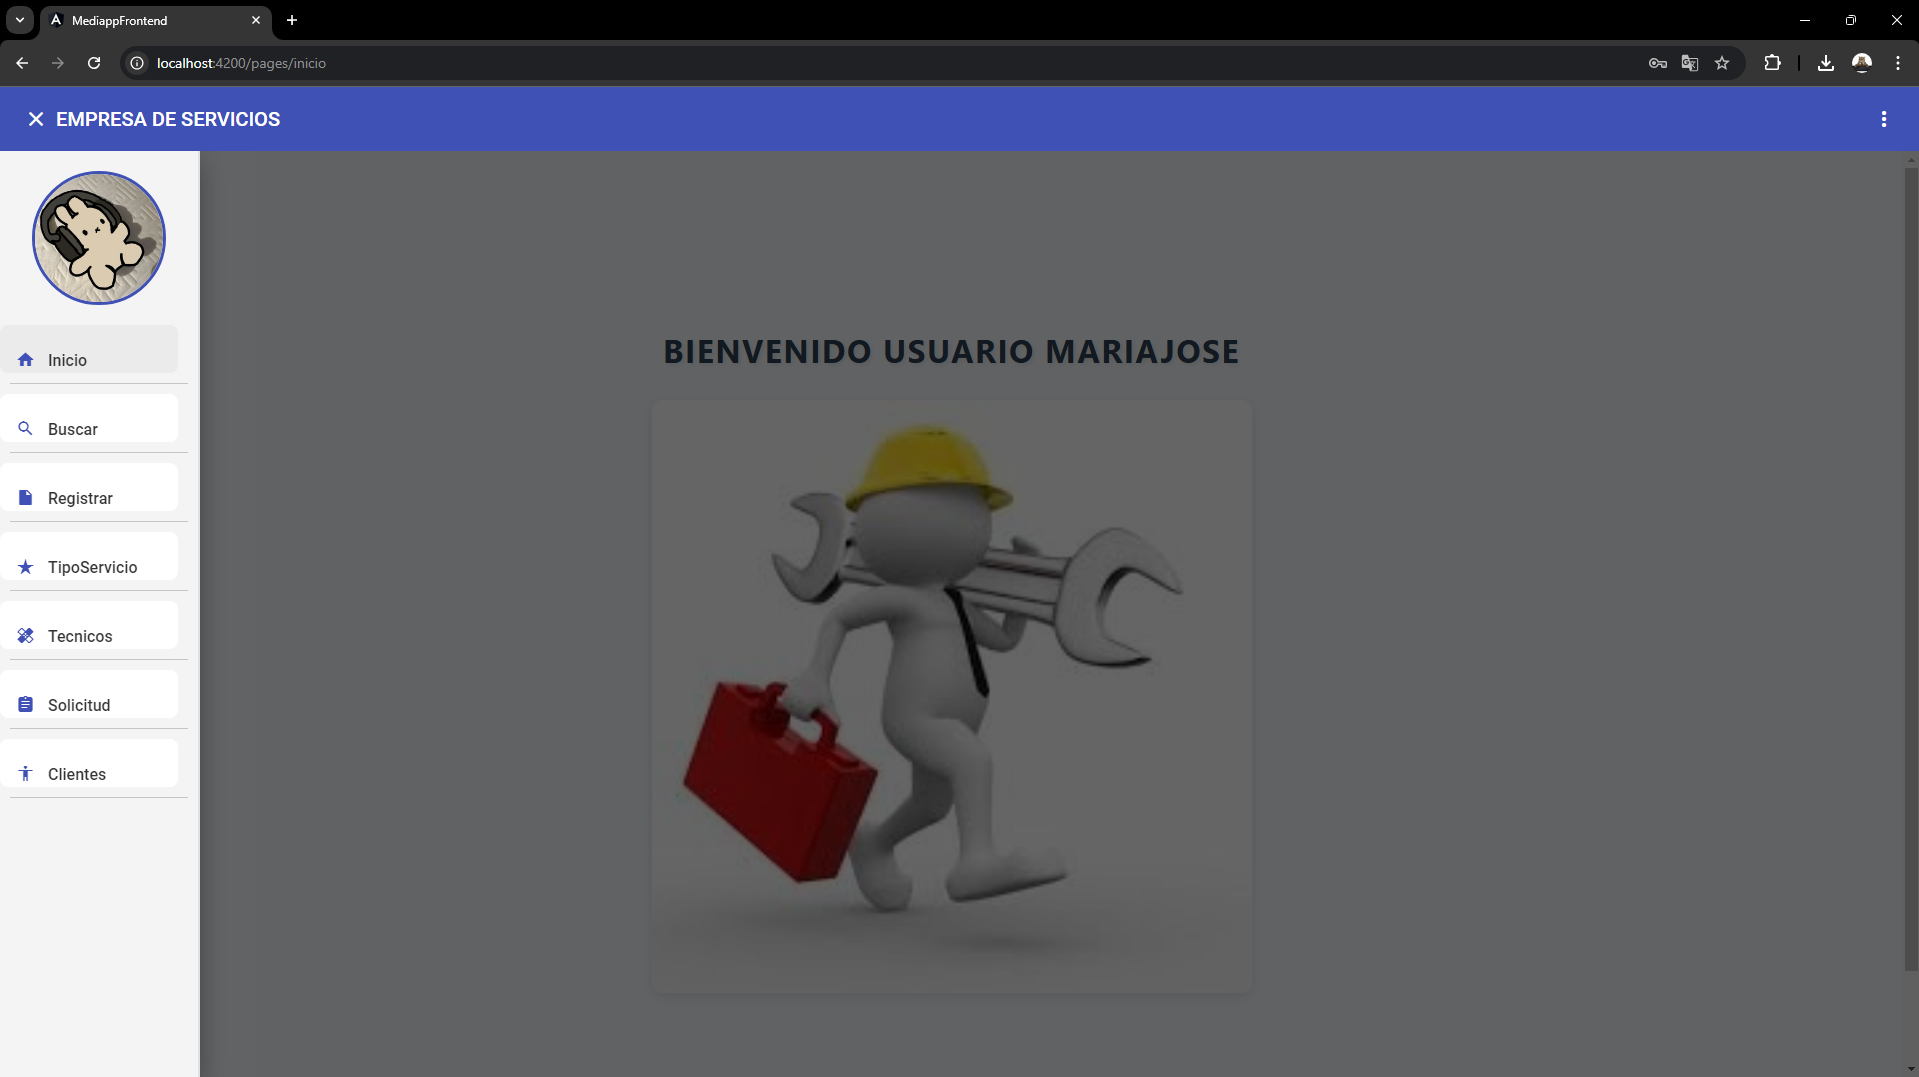 MediappFrontend
localhost:4200/pages/inicio
EMPRESA DE SERVICIOS
Inicio
Buscar
Registrar
TipoServicio
Tecnicos
Solicitud
Clientes
BIENVENIDO USUARIO MARIAJOSE